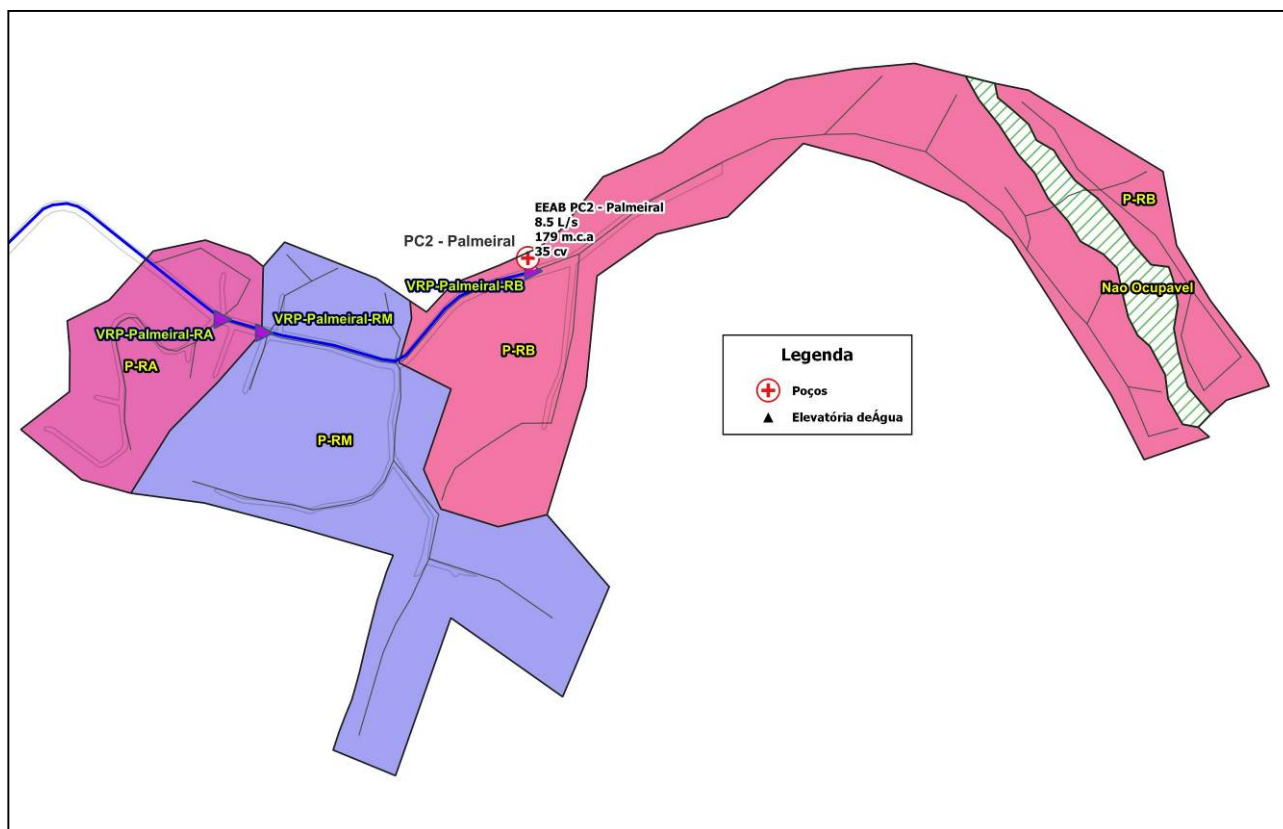 EEAB PC2 - Palmeiral
8.5 L/s
179 m.c.a
35 cv
PC2 - Palmeiral
VRP-Palmeiral-RB
VRP-Palmeiral-RM
VRP-Palmeiral-RA
P-RA
P-RM
P-RB
P-RB
Nao Ocupavel
Legenda
Poços
Elevatória deÁgua